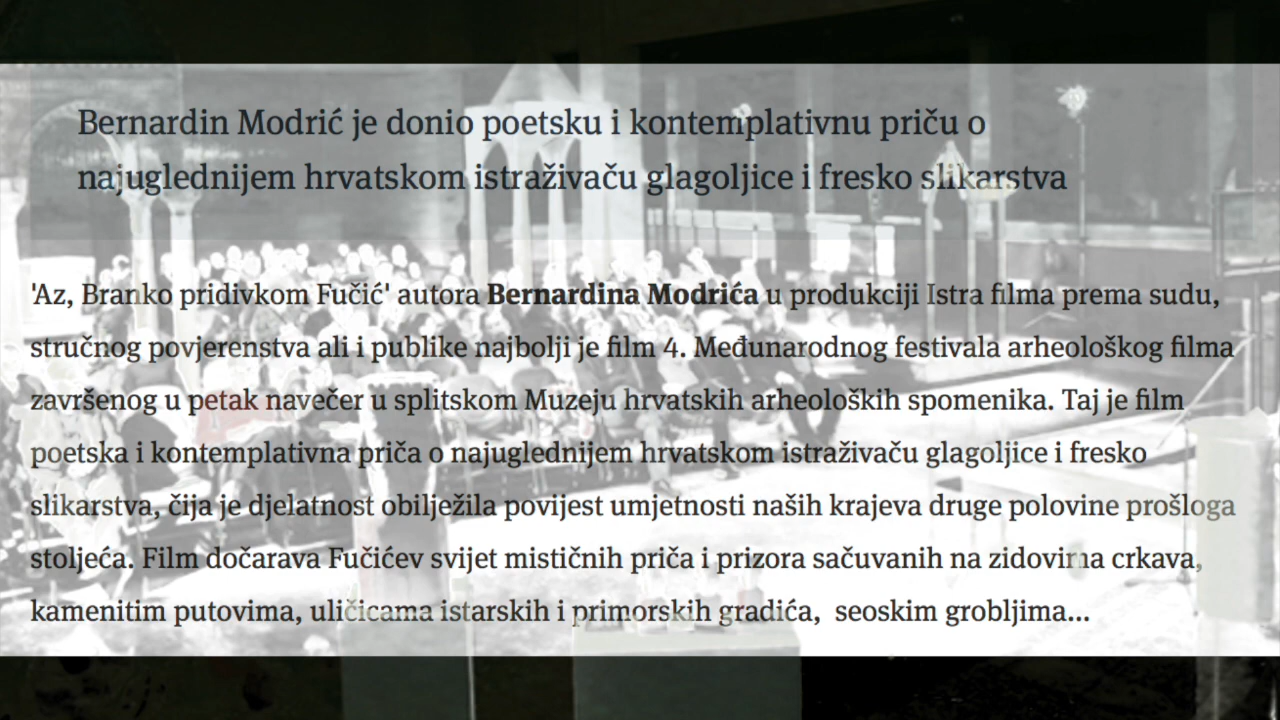 Bernardin Modrić je donio poetsku i kontemplativnu priču o
najuglednijem hrvatskom istraživaču glagoljice i fresko slikarstva
'Az, Branko pridivkom Fučić' autora Bernardina Modrića u produkciji Istra filma prema sudu,
stručnog povjerenstva ali i publike najbolji je film 4. Međunarodnog festivala arheološkog filma
završenog u petak navečer u splitskom Muzeju hrvatskih arheoloških spomenika. Taj je film
poetska i kontemplativna priča o najuglednijem hrvatskom istraživaču glagoljice i fresko
slikarstva, čija je djelatnost obilježila povijest umjetnosti naših krajeva druge polovine prošloga
stoljeća. Film dočarava Fučićev svijet mističnih priča i prizora sačuvanih na zidovima crkava,
kamenitim putovima, uličicama istarskih i primorskih gradića, seoskim grobljima...